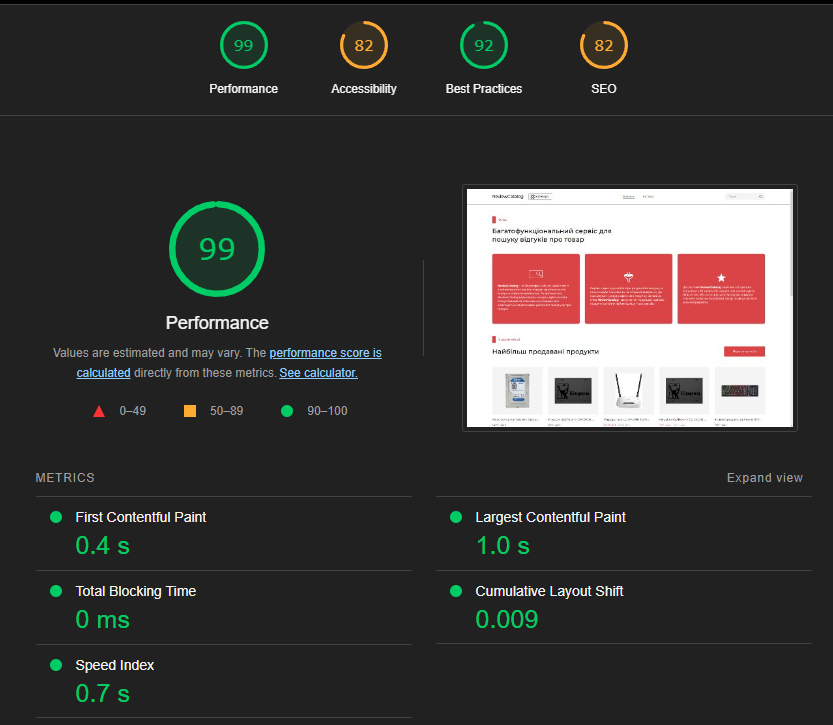 99
82
92
82
Performance
Accessibility
Best Practices
SEO
99
Performance
Values are estimated and may vary. The performance score is
calculated directly from these metrics. See calculator.
0–49
50–89
90–100
ReviewCatalog
Багатофункціональний сервіс для
пошуку відгуків про товар
Найбільш продавані продукти
METRICS
Expand view
First Contentful Paint
0.4 s
Largest Contentful Paint
1.0 s
Total Blocking Time
0 ms
Cumulative Layout Shift
0.009
Speed Index
0.7 s